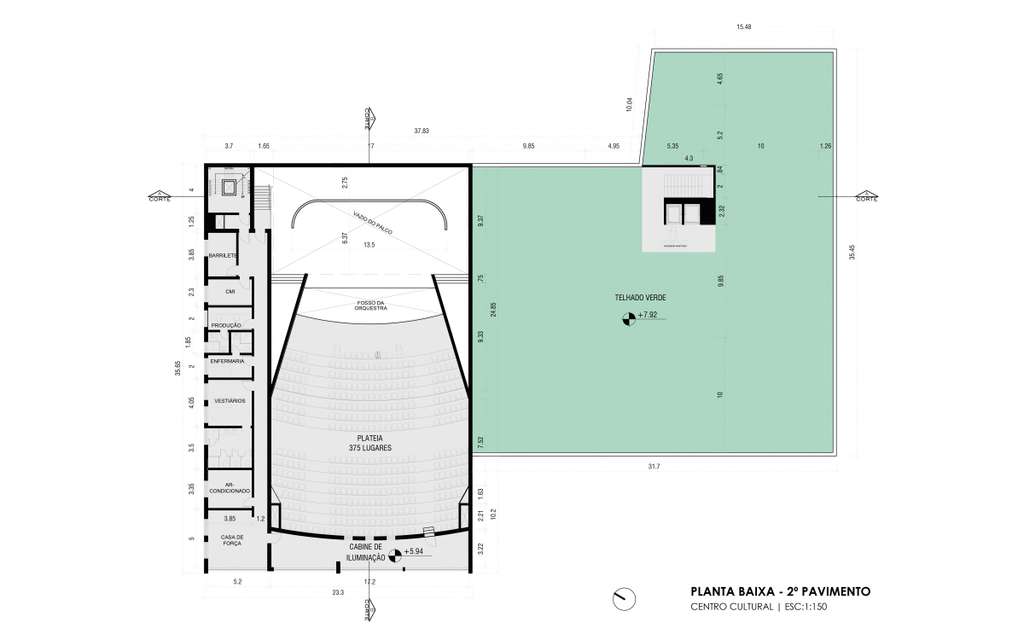 15.48
4.65
10.04
CORTE
37.83
5.2
3.7
1.65
17
9.85
4.95
5.35
10
1.26
4.3
.84
4
2.75
2
CORTE
CORTE
2.32
1.25
VAZIO DO PALCO
9.37
6.37
13.5
3.85
BARRILETE
35.45
.75
9.85
2.3
CMI
TELHADO VERDE
FOSSO DA
ORQUESTRA
24.85
+7.92
2
PRODUÇÃO
1.85
9.33
35.65
2
ENFERMARIA
4.05
VESTIÁRIOS
10
PLATEIA
375 LUGARES
7.52
3.5
31.7
3.35
AR-
CONDICIONADO
1.63
3.85
1.2
2.21
10.2
5
CASA DE
FORÇA
CABINE DE
ILUMINAÇÃO
+5.94
3.22
5.2
17.2
23.3
CORTE
PLANTA BAIXA - 2º PAVIMENTO
CENTRO CULTURAL | ESC:1:150